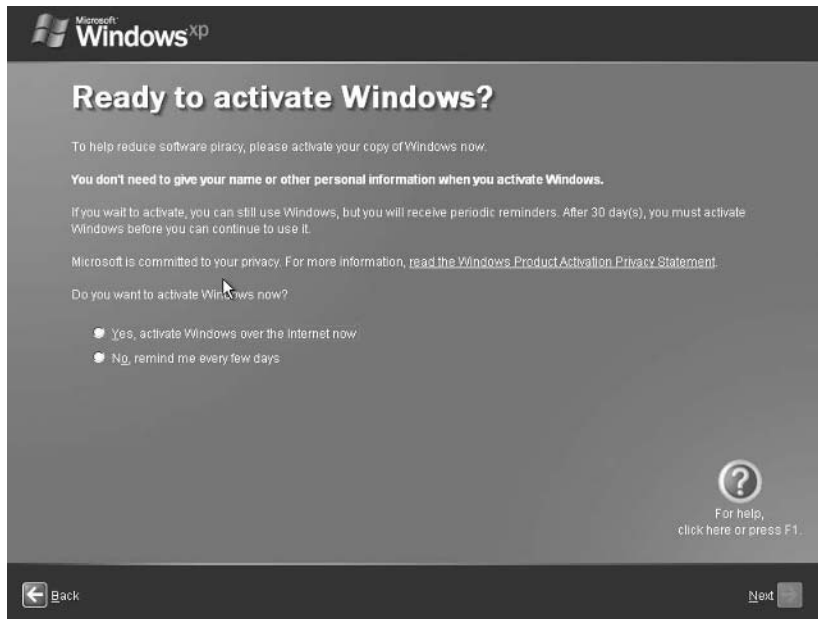 Microsoft
Windows xp
Ready to activate Windows?
To help reduce software piracy, please activate your copy of Windows now.
You don't need to give your name or other personal information when you activate Windows.
If you wait to activate, you can still use Windows, but you will receive periodic reminders. After 30 day(s), you must activate
Windows before you can continue to use it.
Microsoft is committed to your privacy. For more information, read the Windows Product Activation Privacy Statement.
Do you want to activate Windows now?
Yes, activate Windows over the Internet now
No, remind me every few days
?
For help,
click here or press F1.
Back
Next